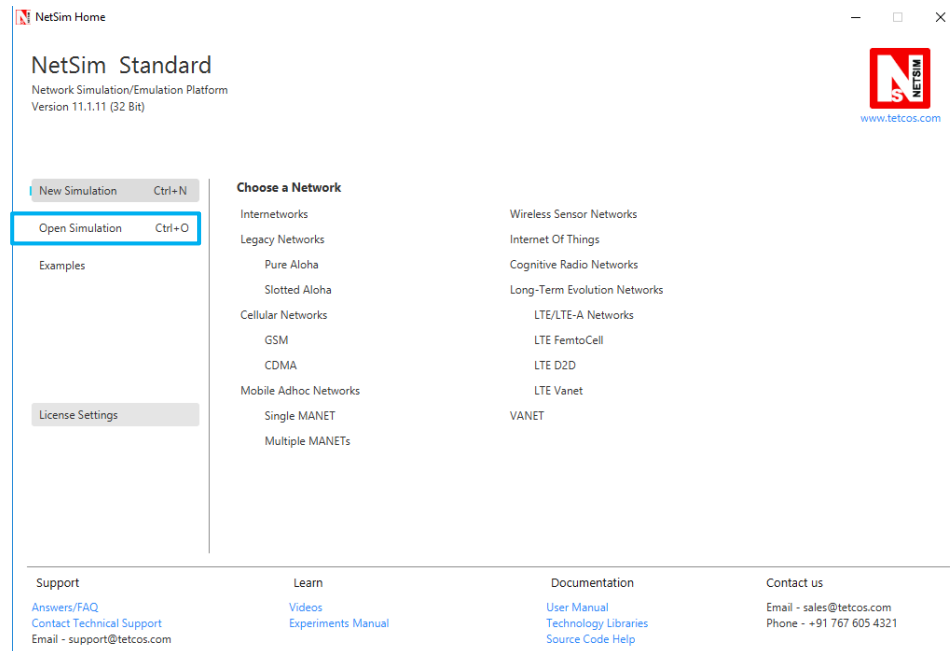 NetSim Home
NetSim Standard
Network Simulation/Emulation Platform
Version 11.1.11 (32 Bit)
N
S
NETSIM
www.tetcos.com
New Simulation Ctrl+N
Open Simulation Ctrl+O
Examples
License Settings
Choose a Network
Internetworks
Legacy Networks
Pure Aloha
Slotted Aloha
Cellular Networks
GSM
CDMA
Mobile Adhoc Networks
Single MANET
Multiple MANETs
Wireless Sensor Networks
Internet Of Things
Cognitive Radio Networks
Long-Term Evolution Networks
LTE/LTE-A Networks
LTE FemtoCell
LTE D2D
LTE Vanet
VANET
Support
Answers/FAQ
Contact Technical Support
Email - support@tetcos.com
Learn
Videos
Experiments Manual
Documentation
User Manual
Technology Libraries
Source Code Help
Contact us
Email - sales@tetcos.com
Phone - +91 767 605 4321